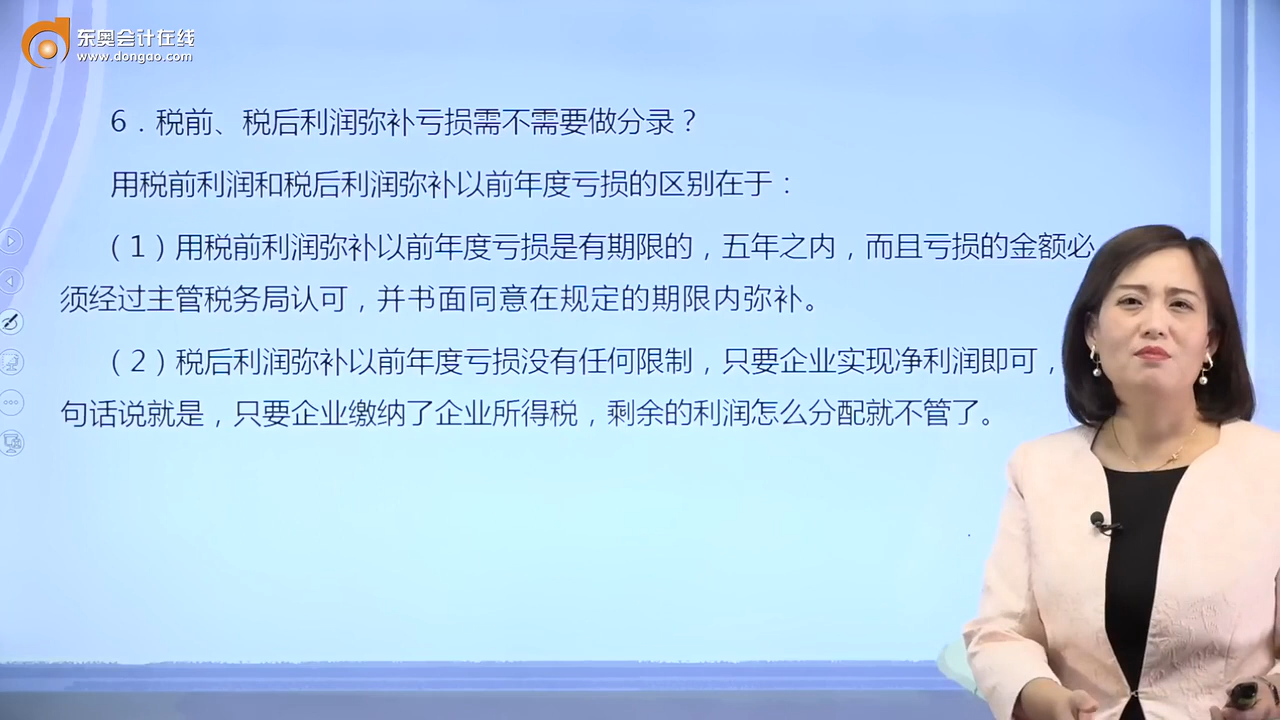 东奥会计在线
www.dongao.com
6．税前、税后利润弥补亏损需不需要做分录？
用税前利润和税后利润弥补以前年度亏损的区别在于：
（1）用税前利润弥补以前年度亏损是有期限的，五年之内，而且亏损的金额必
须经过主管税务局认可，并书面同意在规定的期限内弥补。
（2）税后利润弥补以前年度亏损没有任何限制，只要企业实现净利润即可，
句话说就是，只要企业缴纳了企业所得税，剩余的利润怎么分配就不管了。